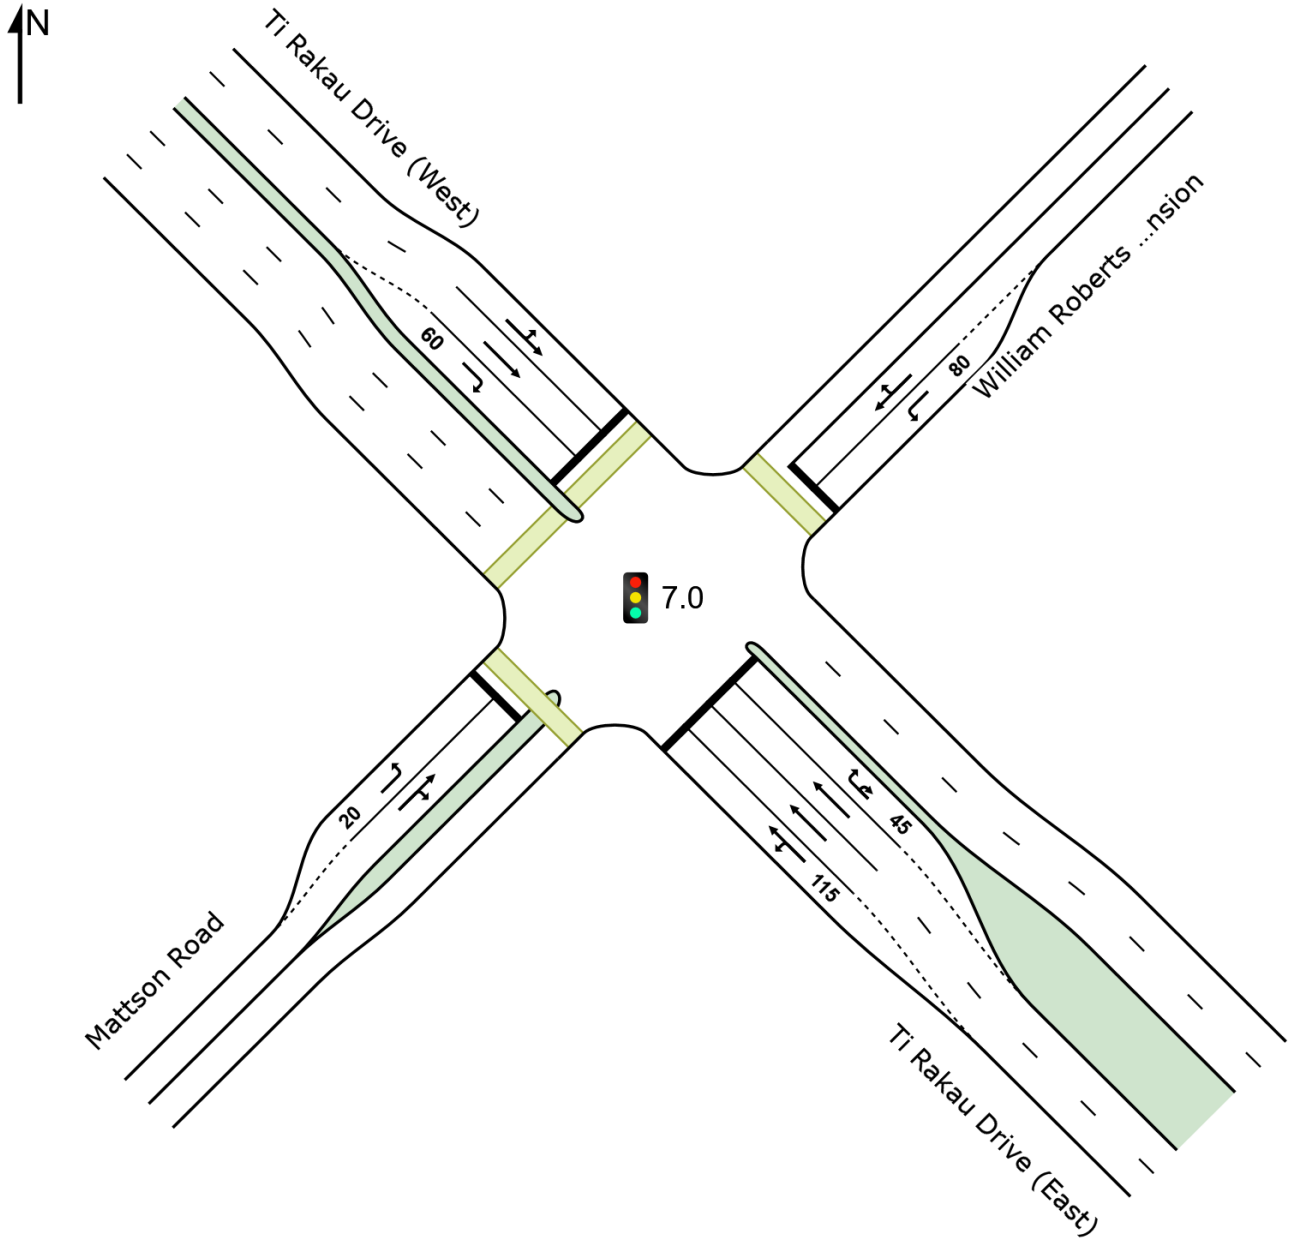 N
Ti Rakau Drive (West)
William Roberts ...nsion
60
80
7.0
20
45
115
Mattson Road
Ti Rakau Drive (East)